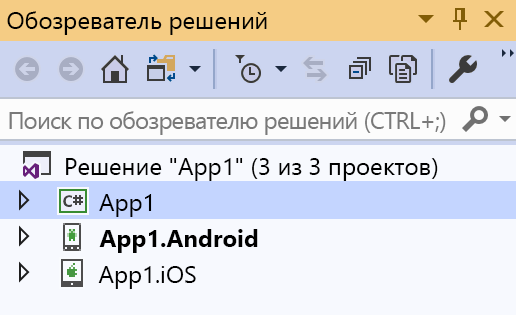 Обозреватель решений
Поиск по обозревателю решений (CTRL+;)
Решение "App1" (3 из 3 проектов)
C# App1
App1.Android
App1.iOS